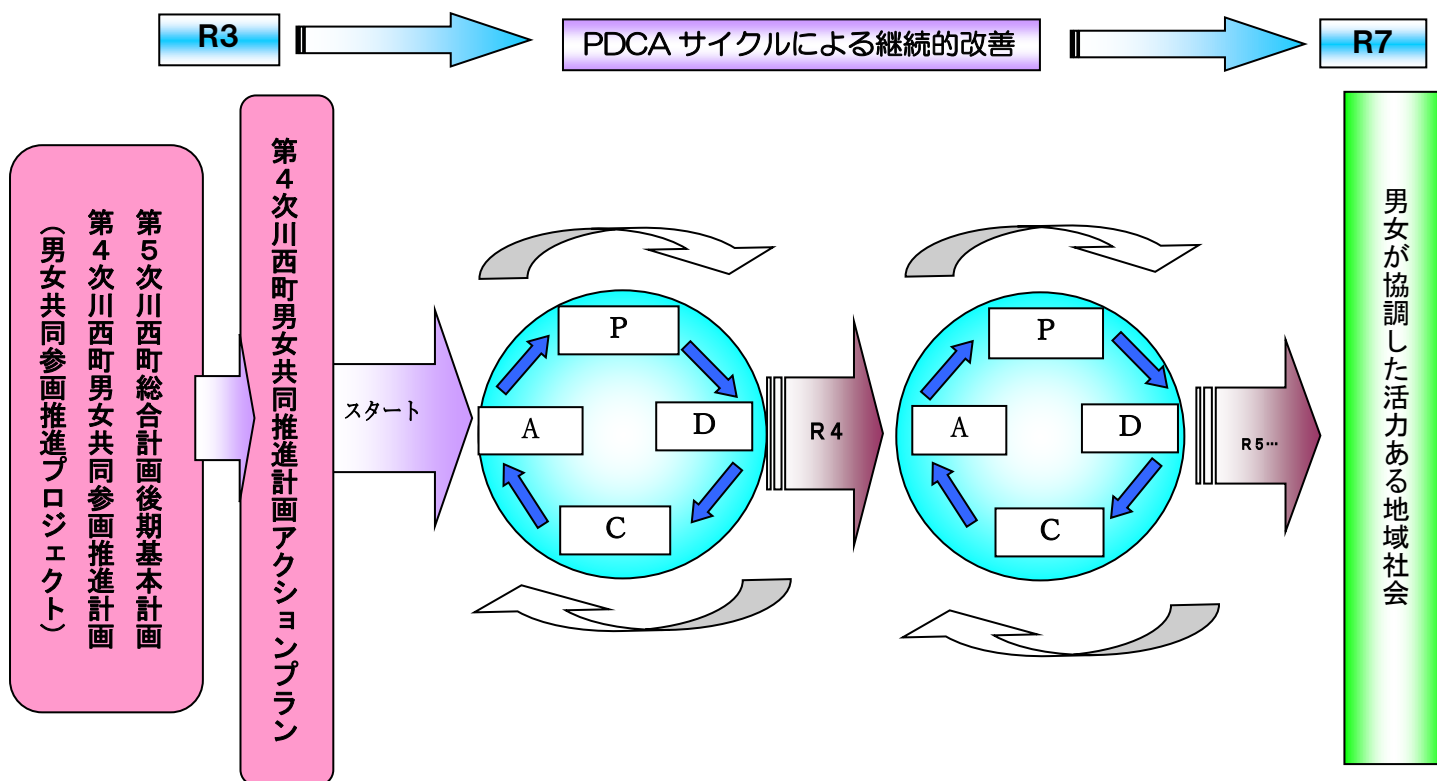 R3
PDCAサイクルによる継続的改善
R7
第5次川西町総合計画後期基本計画
第4次川西町男女共同参画推進計画
（男女共同参画推進プロジェクト）
第4次川西町男女共同推進計画アクションプラン
スタート
P
D
C
A
R4
P
D
C
A
R5…
男女が協調した活力ある地域社会